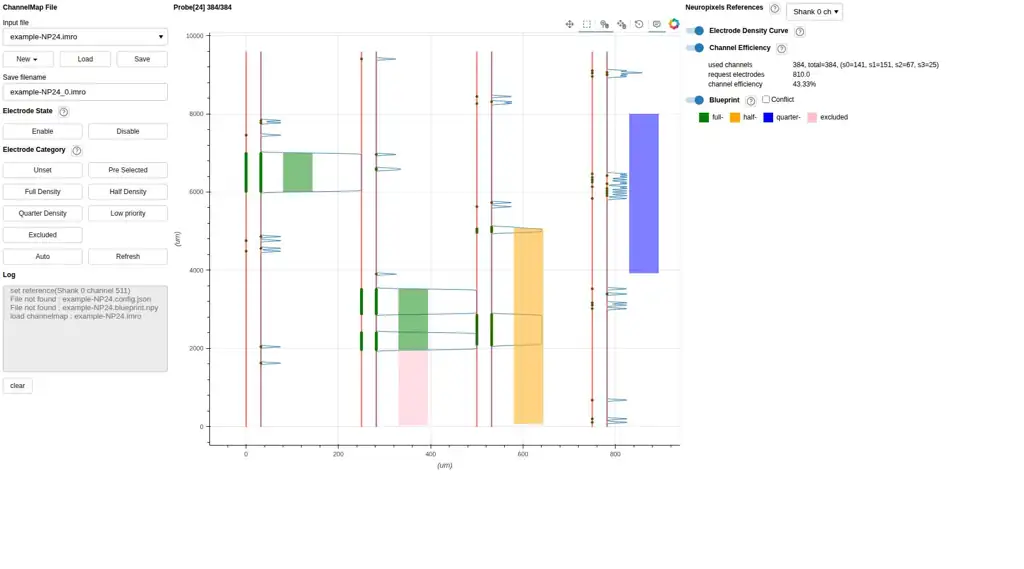 ChannelMap File
Input file
example-NP24.imro
New
Load
Save
Save filename
example-NP24_0.imro
Electrode State
?
Enable
Disable
Electrode Category
?
Unset
Pre Selected
Full Density
Half Density
Quarter Density
Low priority
Excluded
Auto
Refresh
Log
set reference(Shank 0 channel 511)
File not found : example-NP24.config.json
File not found : example-NP24.blueprint.npy
load channelmap : example-NP24.imro
clear
Probe[24] 384/384
10000
8000
6000
4000
2000
0
(um)
0
200
400
600
800
(um)
Neuropixels References
?
Shank 0 ch
Electrode Density Curve
?
Channel Efficiency
?
used channels 384, total=384, (s0=141, s1=151, s2=67, s3=25)
request electrodes 810.0
channel efficiency 43.33%
Blueprint
?
Conflict
full- half- quarter- excluded